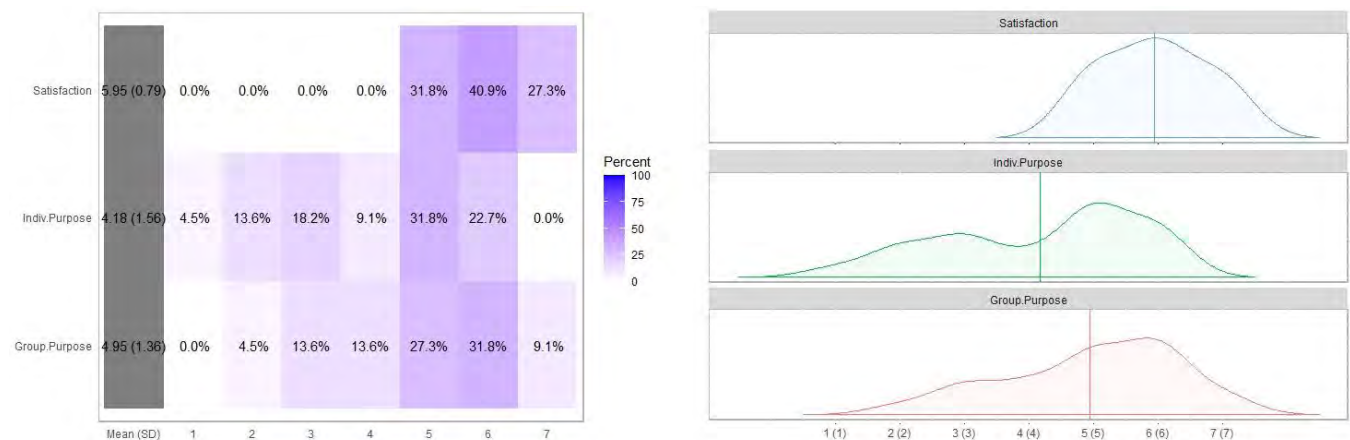 Satisfaction 5.95 (0.79) 0.0% 0.0% 0.0% 0.0% 31.8% 40.9% 27.3%
Indiv.Purpose 4.18 (1.56) 4.5% 13.6% 18.2% 9.1% 31.8% 22.7% 0.0%
Group.Purpose 4.95 (1.36) 0.0% 4.5% 13.6% 13.6% 27.3% 31.8% 9.1%
Mean (SD) 1 2 3 4 5 6 7
Percent
100
75
50
25
0
Satisfaction
Indiv.Purpose
Group.Purpose
1 (1) 2 (2) 3 (3) 4 (4) 5 (5) 6 (6) 7 (7)